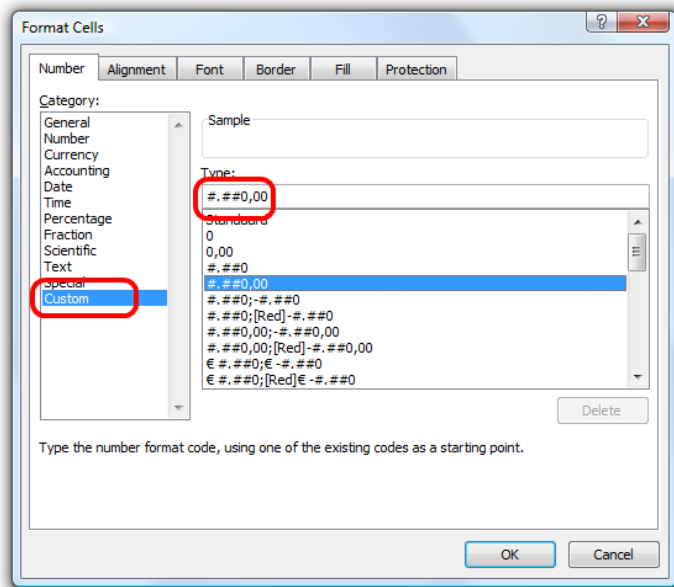 Format Cells
Number Alignment Font Border Fill Protection
Category:
General
Number
Currency
Accounting
Date
Time
Percentage
Fraction
Scientific
Text
Special
Custom
Sample
Type:
#.##0,00
Standaard
0
0,00
#.##0
#.##0,00
#.##0;-#.##0
#.##0;[Red]-#.##0
#.##0,00;-#.##0,00
#.##0,00;[Red]-#.##0,00
€ #.##0;€ -#.##0
€ #.##0;[Red]€ -#.##0
Delete
Type the number format code, using one of the existing codes as a starting point.
OK Cancel